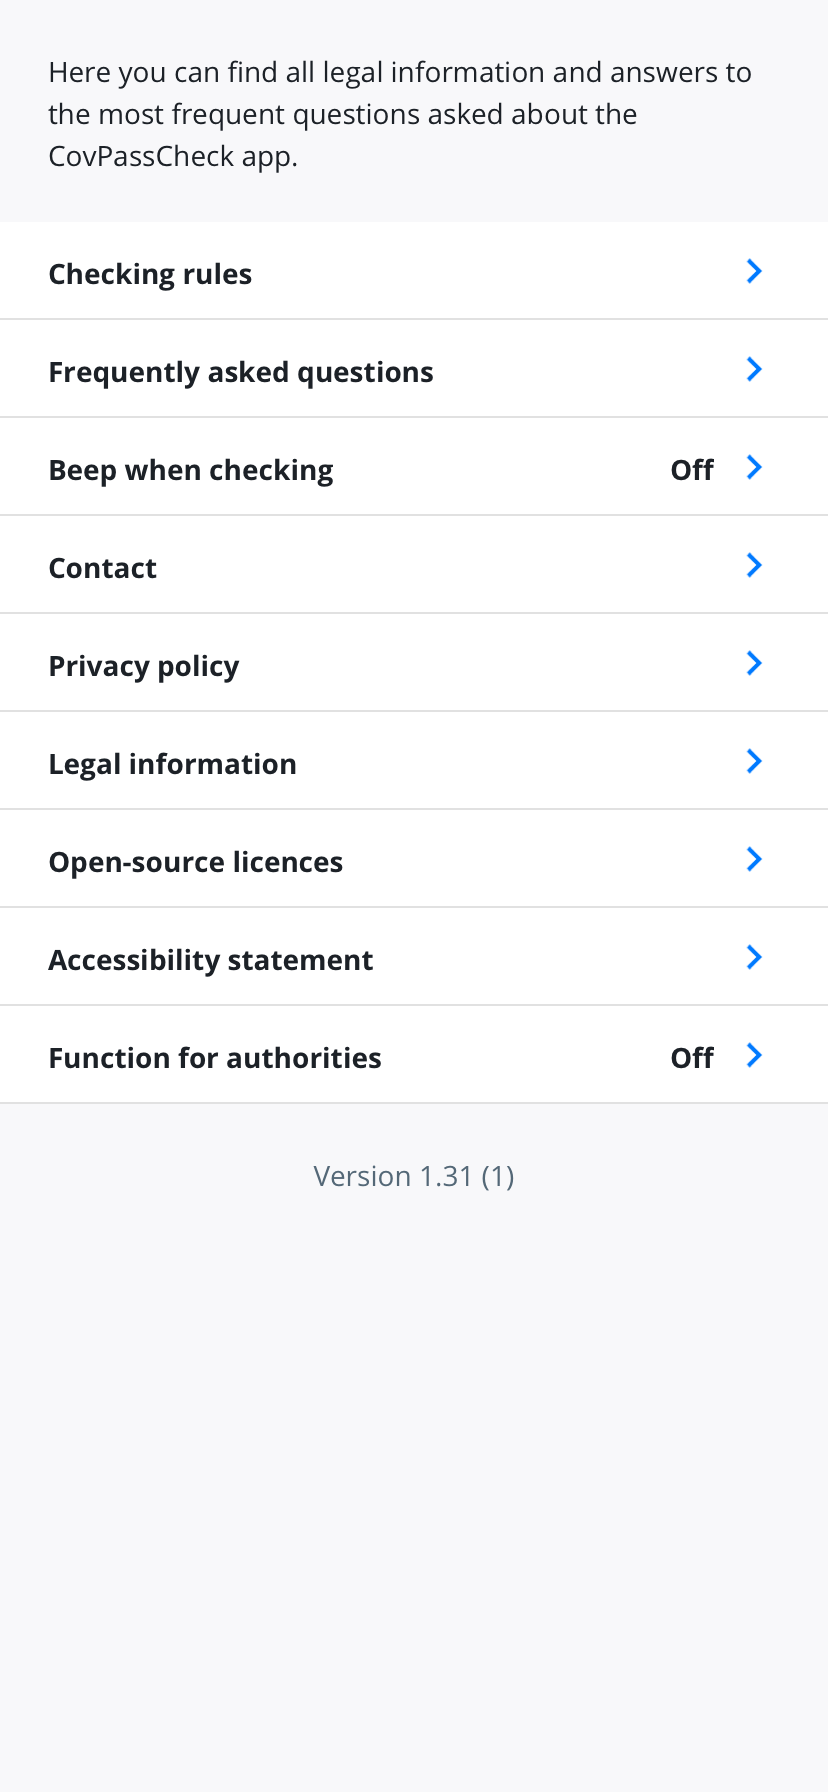 Here you can find all legal information and answers to
the most frequent questions asked about the
CovPassCheck app.
Checking rules
Frequently asked questions
Beep when checking Off
Contact
Privacy policy
Legal information
Open-source licences
Accessibility statement
Function for authorities Off
Version 1.31 (1)